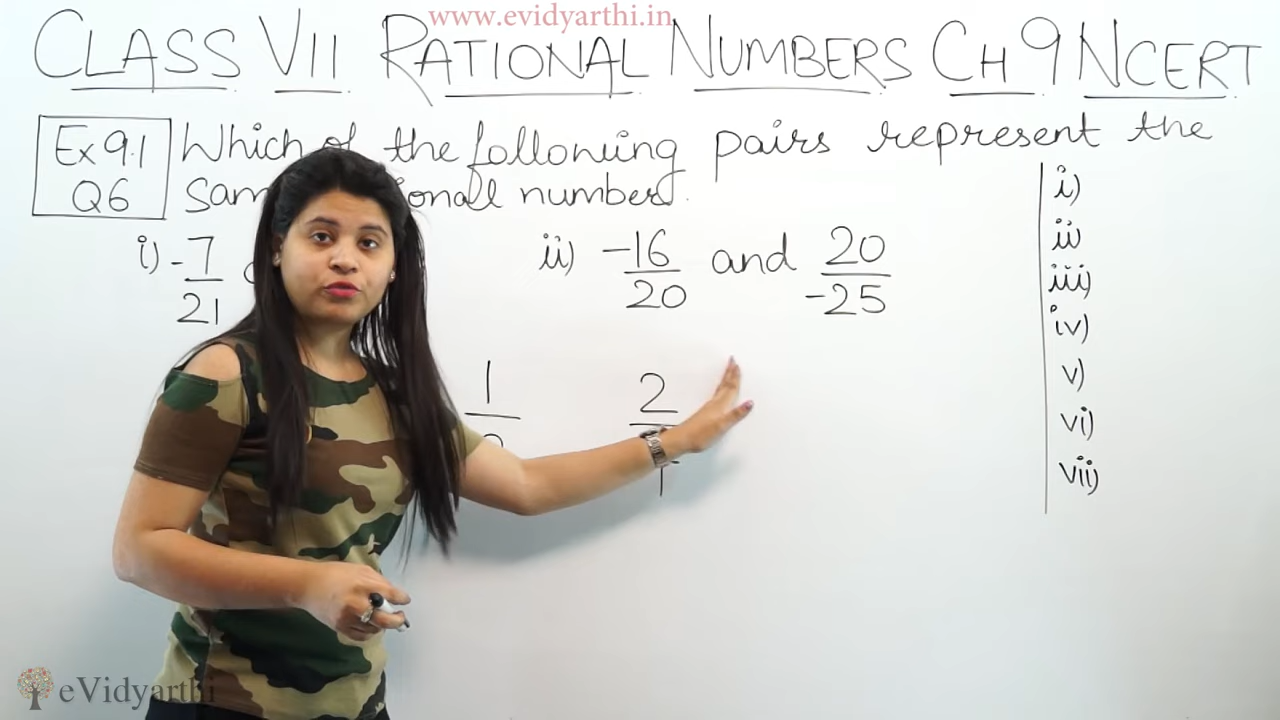 www.evidyarthi.in
CLASS VII RATIONAL NUMBERS CH 9 NCERT
Ex 9.1 Which of the following pairs represent the
Q6 number.
i) -7/21
ii) -16/20 and 20/-25
1
2
i)
ii)
iii)
iv)
v)
vi)
vii)
eVidyarthi